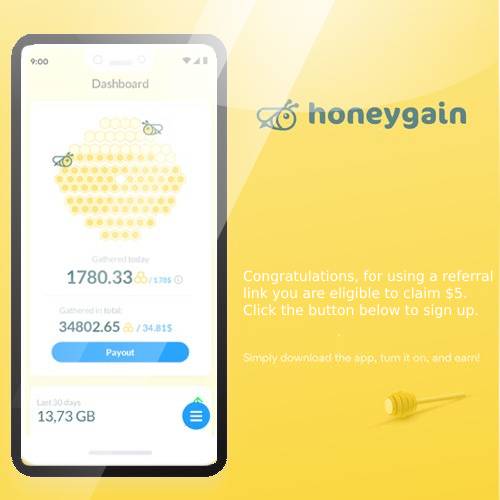 9:00
Dashboard
Gathered today
1780.33 / 1.78$
Gathered in total:
34802.65 / 34.81$
Payout
Last 30 days
13,73 GB
honeygain
Congratulations, for using a referral
link you are eligible to claim $5.
Click the button below to sign up.
Simply download the app, turn it on, and earn!